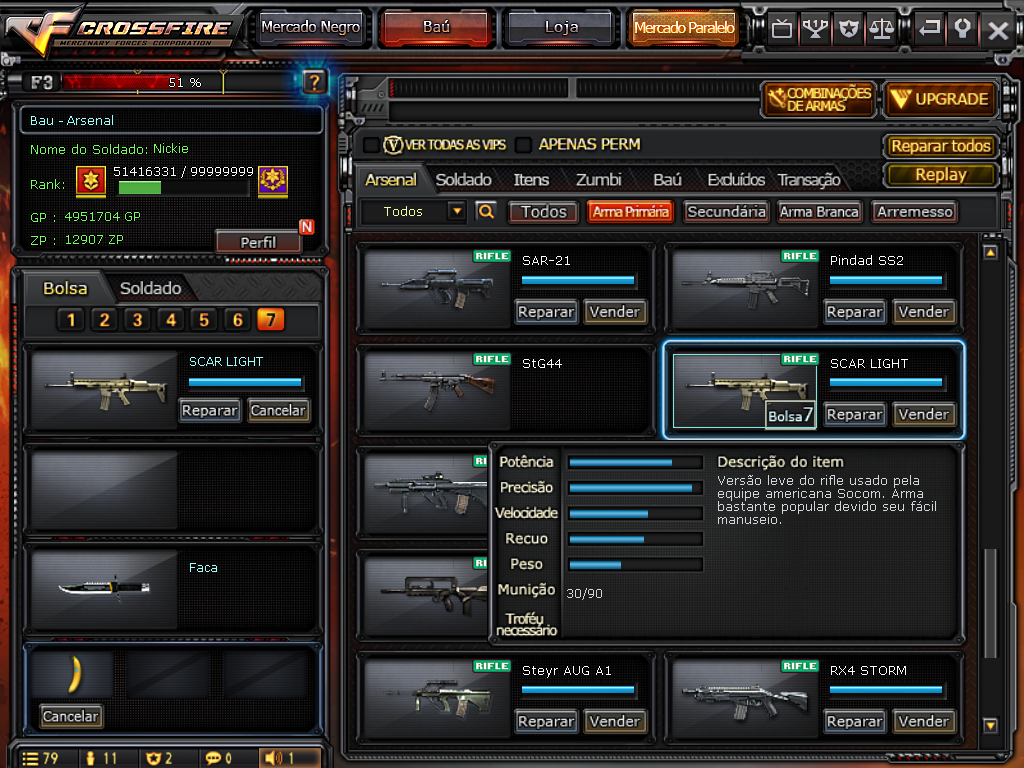 CROSSFIRE
MERCENARY FORCES CORPORATION
Mercado Negro
Baú
Loja
Mercado Paralelo
F3
51 %
?
Bau - Arsenal
Nome do Soldado: Nickie
Rank:
51416331 / 99999999
GP : 4951704 GP
ZP : 12907 ZP
N
Perfil
COMBINAÇÕES
DE ARMAS
UPGRADE
VER TODAS AS VIPS
APENAS PERM
Reparar todos
Replay
Arsenal
Soldado
Itens
Zumbi
Baú
Excluídos
Transação
Todos
Todos
Arma Primária
Secundária
Arma Branca
Arremesso
Bolsa
Soldado
1 2 3 4 5 6 7
SCAR LIGHT
Reparar
Cancelar
Faca
Cancelar
79
11
2
0
1
RIFLE
SAR-21
Reparar
Vender
RIFLE
Pindad SS2
Reparar
Vender
RIFLE
StG44
RIFLE
SCAR LIGHT
Bolsa7
Reparar
Vender
RI
RI
Potência
Precisão
Velocidade
Recuo
Peso
Munição
30/90
Troféu
necessário
Descrição do item
Versão leve do rifle usado pela
equipe americana Socom. Arma
bastante popular devido seu fácil
manuseio.
RIFLE
Steyr AUG A1
Reparar
Vender
RIFLE
RX4 STORM
Reparar
Vender